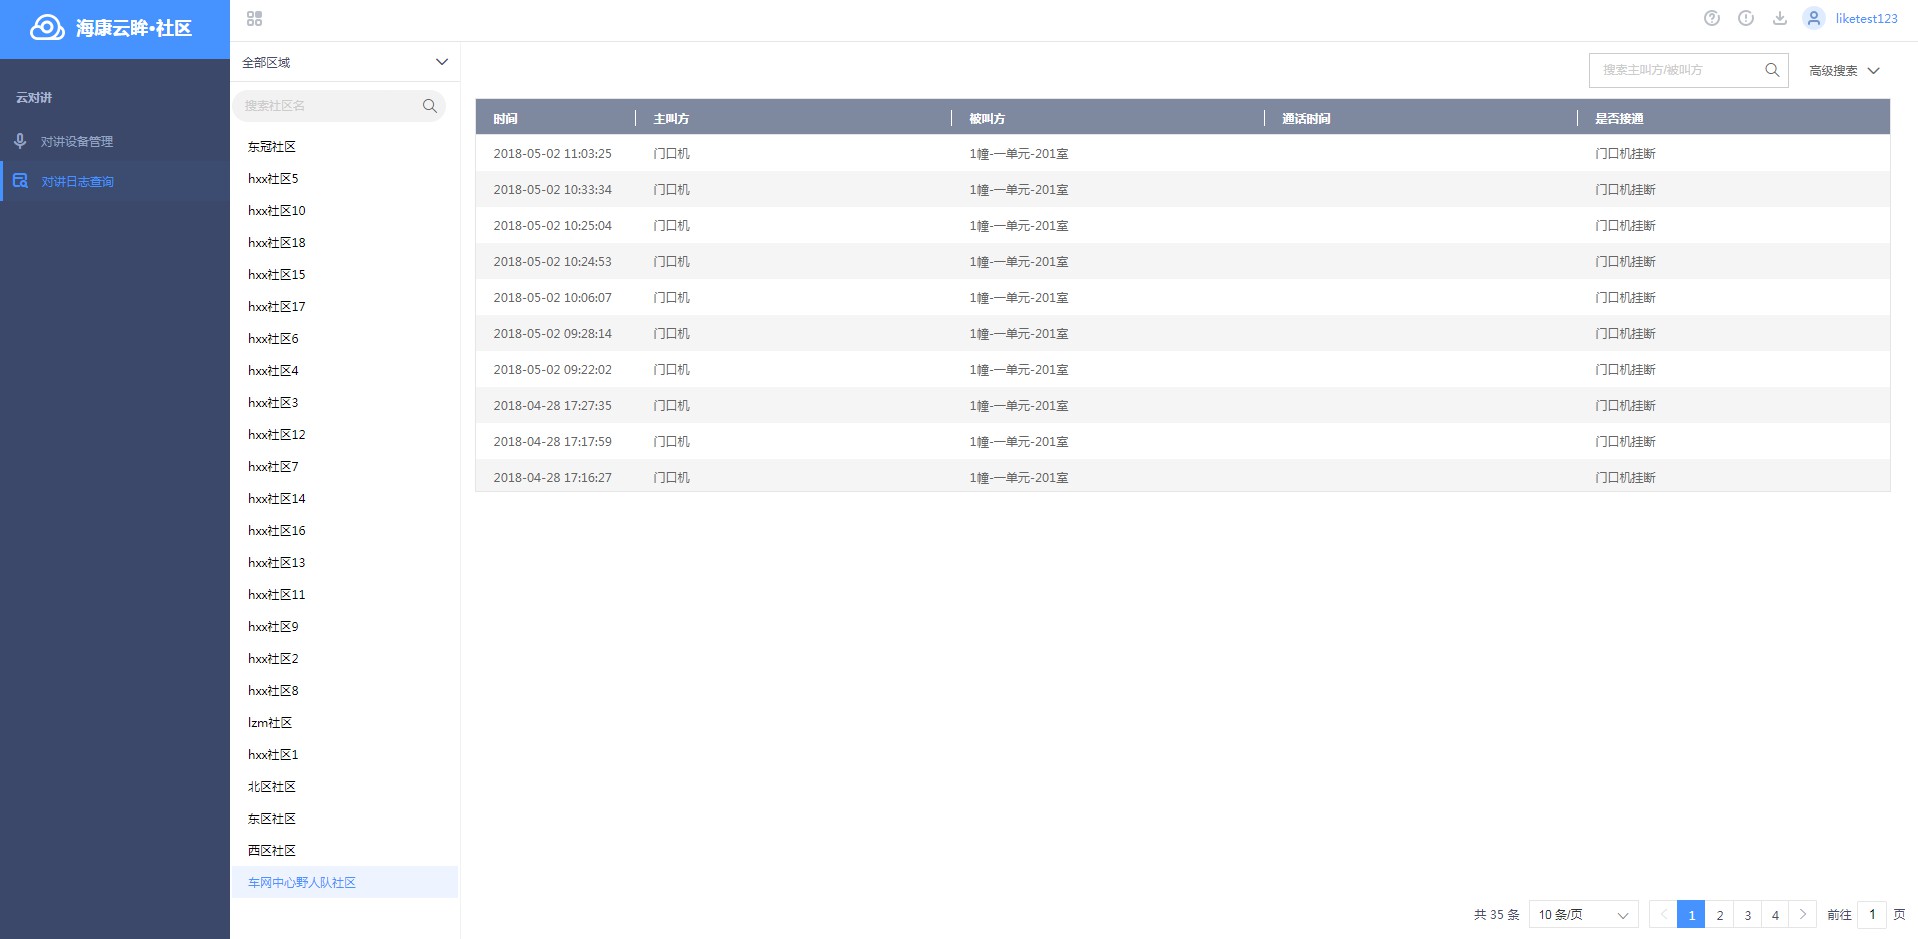 海康云眸•社区
liketest123
云对讲
对讲设备管理
对讲日志查询
全部区域
搜索社区名
东冠社区
hxx社区5
hxx社区10
hxx社区18
hxx社区15
hxx社区17
hxx社区6
hxx社区4
hxx社区3
hxx社区12
hxx社区7
hxx社区14
hxx社区16
hxx社区13
hxx社区11
hxx社区9
hxx社区2
hxx社区8
lzm社区
hxx社区1
北区社区
东区社区
西区社区
车网中心野人队社区
搜索主叫方/被叫方 高级搜索
时间 主叫方 被叫方 通话时间 是否接通
2018-05-02 11:03:25 门口机 1幢-一单元-201室 门口机挂断
2018-05-02 10:33:34 门口机 1幢-一单元-201室 门口机挂断
2018-05-02 10:25:04 门口机 1幢-一单元-201室 门口机挂断
2018-05-02 10:24:53 门口机 1幢-一单元-201室 门口机挂断
2018-05-02 10:06:07 门口机 1幢-一单元-201室 门口机挂断
2018-05-02 09:28:14 门口机 1幢-一单元-201室 门口机挂断
2018-05-02 09:22:02 门口机 1幢-一单元-201室 门口机挂断
2018-04-28 17:27:35 门口机 1幢-一单元-201室 门口机挂断
2018-04-28 17:17:59 门口机 1幢-一单元-201室 门口机挂断
2018-04-28 17:16:27 门口机 1幢-一单元-201室 门口机挂断
共 35 条 10 条/页 1 2 3 4 前往 1 页